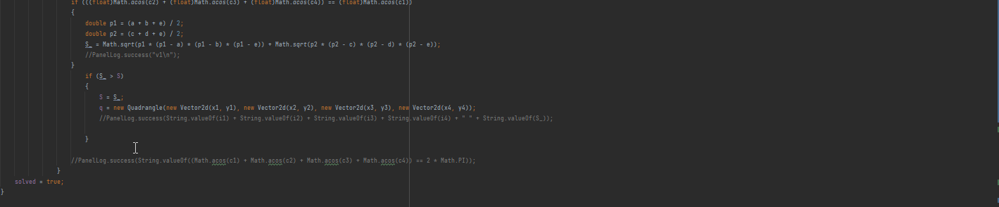 if (((float)Math.acos(c2) + (float)Math.acos(c3) + (float)Math.acos(c4)) == (float)Math.acos(c1))
{
double p1 = (a + b + e) / 2;
double p2 = (c + d + e) / 2;
S_ = Math.sqrt(p1 * (p1 - a) * (p1 - b) * (p1 - e)) + Math.sqrt(p2 * (p2 - c) * (p2 - d) * (p2 - e));
//PanelLog.success("v1\n");
}
if (S_ > S)
{
S = S_;
q = new Quadrangle(new Vector2d(x1, y1), new Vector2d(x2, y2), new Vector2d(x3, y3), new Vector2d(x4, y4));
//PanelLog.success(String.valueOf(i1) + String.valueOf(i2) + String.valueOf(i3) + String.valueOf(i4) + " " + String.valueOf(S_));
}
//PanelLog.success(String.valueOf((Math.acos(c1) + Math.acos(c2) + Math.acos(c3) + Math.acos(c4)) == 2 * Math.PI));
}
solved = true;
}